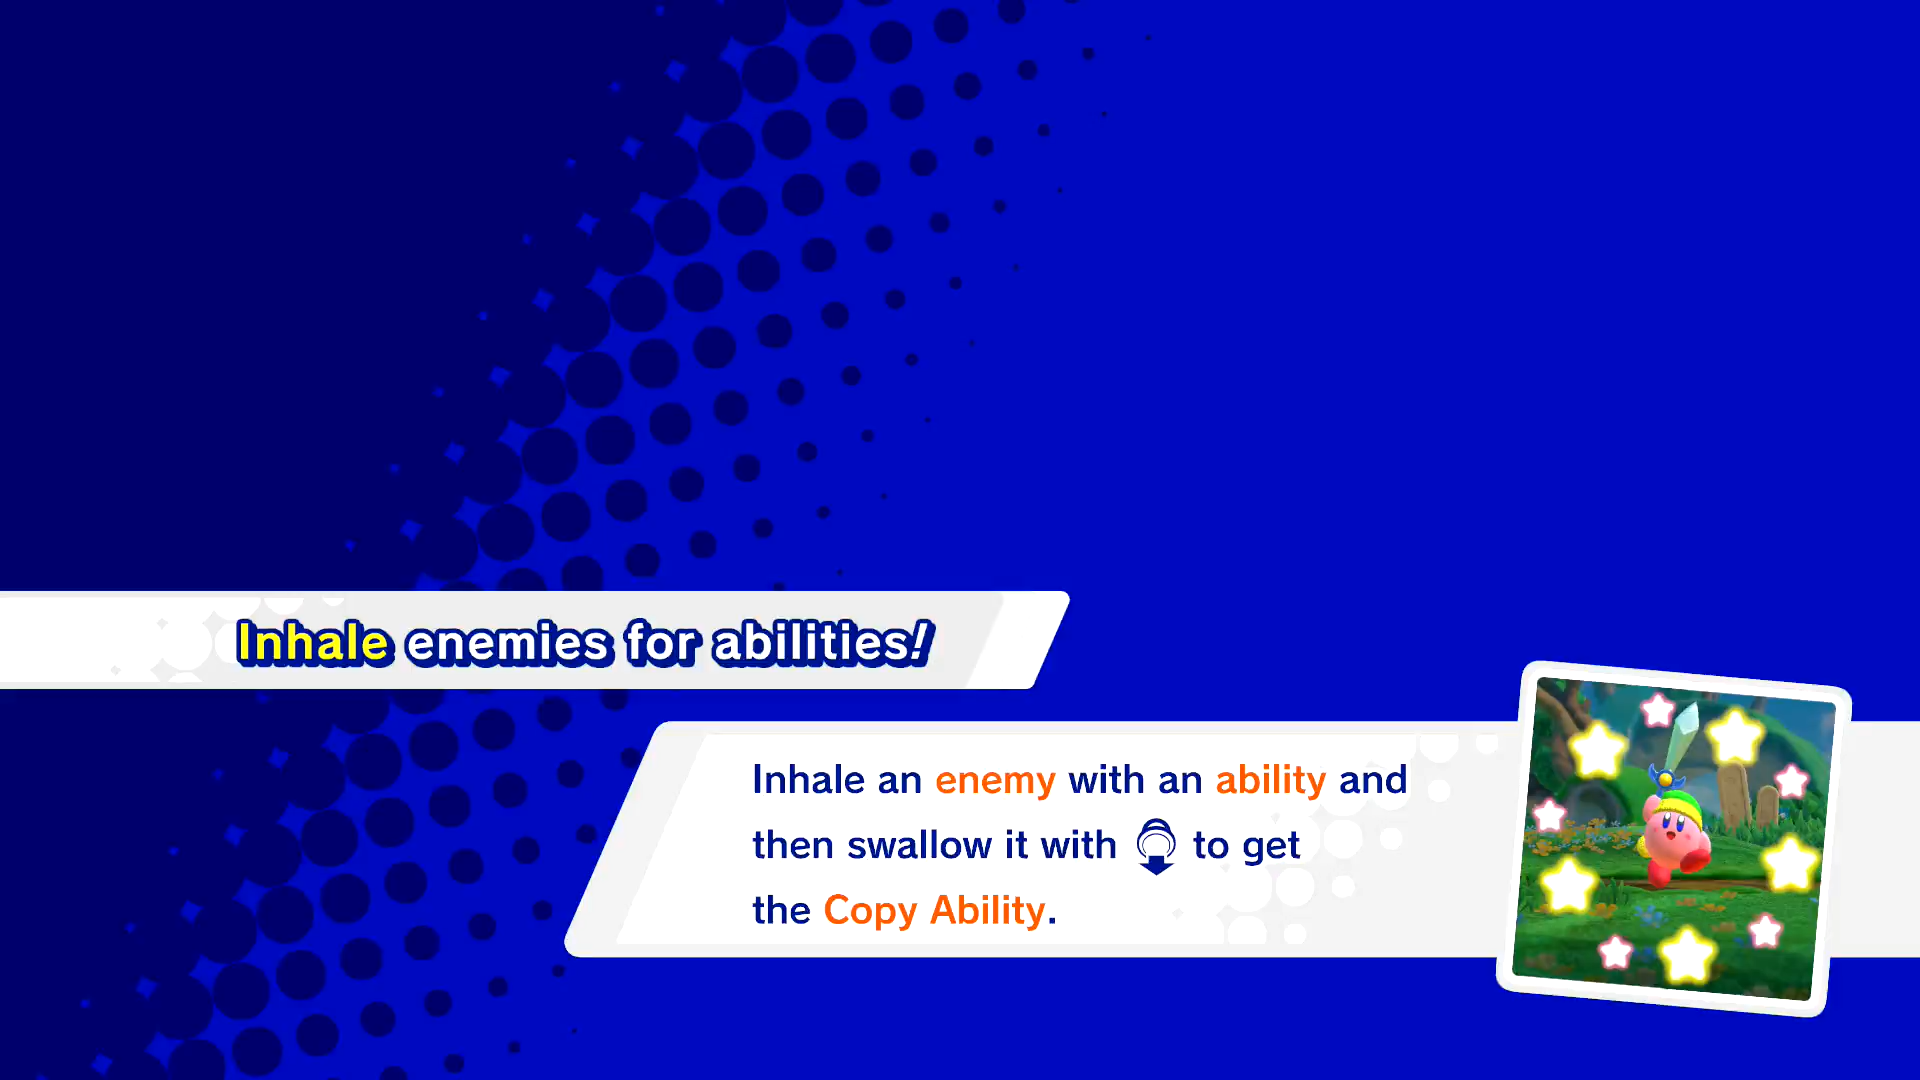 Inhale enemies for abilities!
Inhale an enemy with an ability and
then swallow it with to get
the Copy Ability.